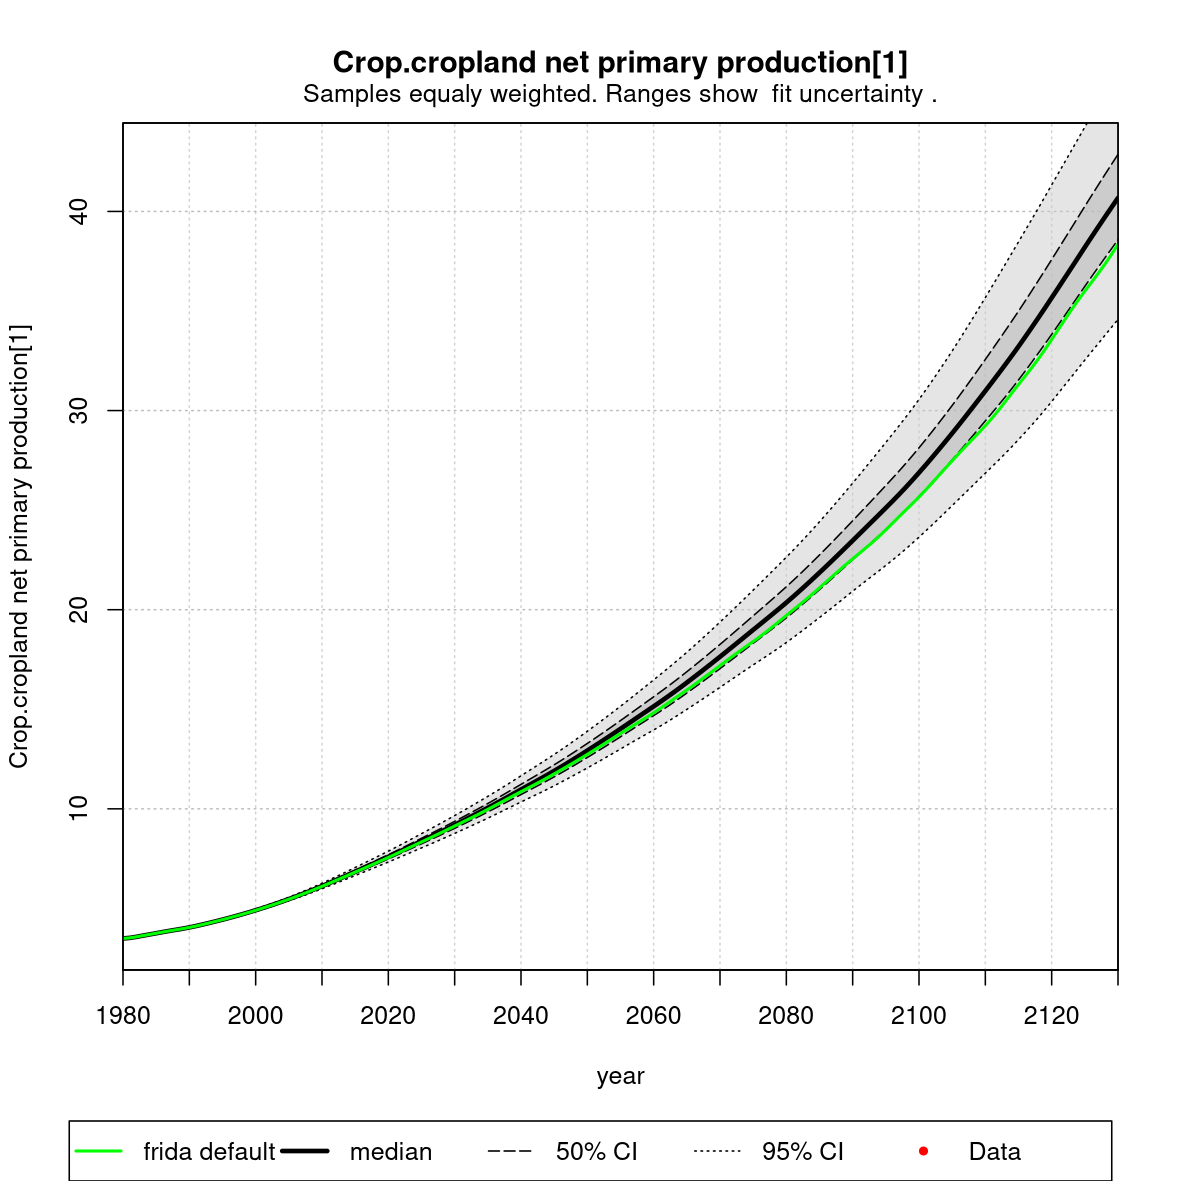 Crop.cropland net primary production[1]
Samples equaly weighted. Ranges show  fit uncertainty .
Crop.cropland net primary production[1]
40
30
20
10
1980 2000 2020 2040 2060 2080 2100 2120
year
frida default median 50% CI 95% CI Data